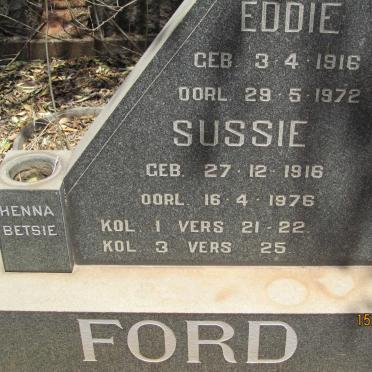 EDDIE
GEB. 3·4·1916
OORL. 29·5·1972
SUSSIE
GEB. 27·12·1916
OORL. 16·4·1976
KOL 1 VERS 21-22
KOL 3 VERS 25
HENNA
BETSIE
FORD
15